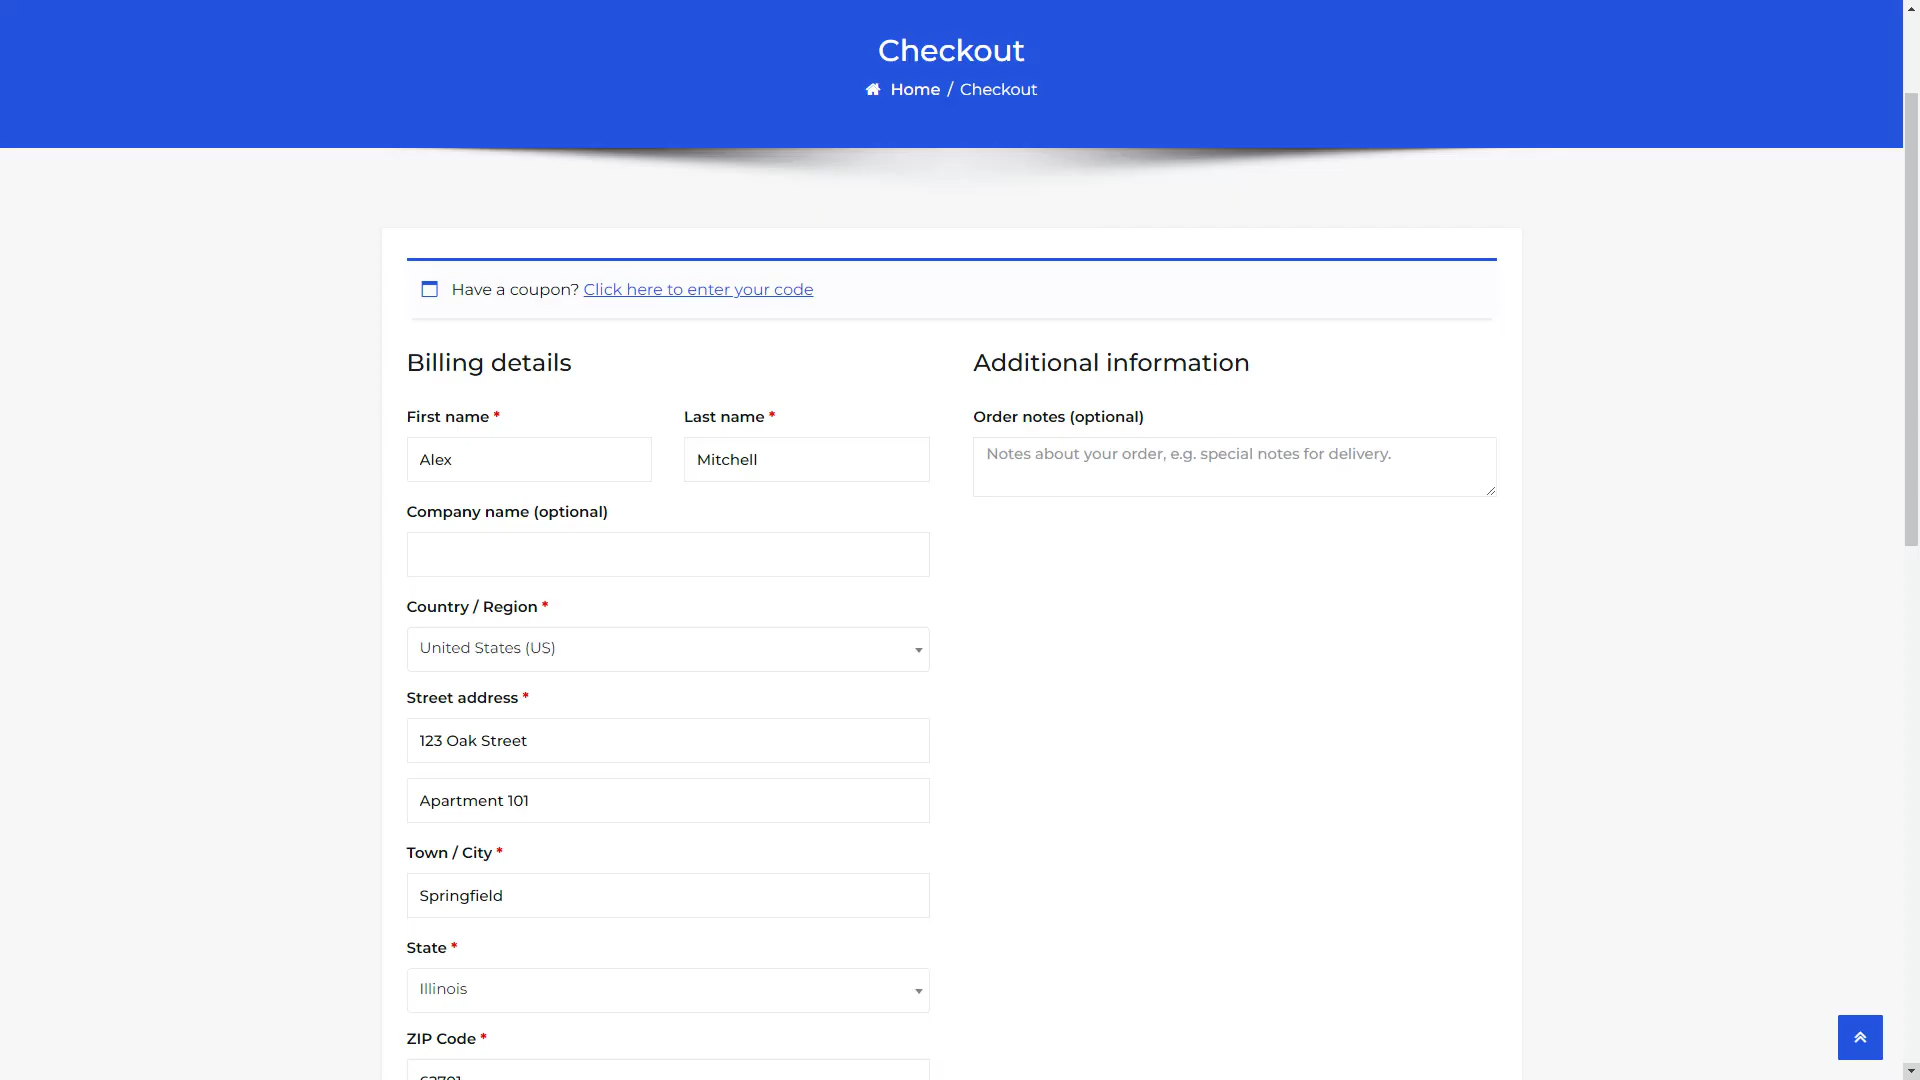 Checkout
Home / Checkout
Have a coupon? Click here to enter your code
Billing details
First name *
Last name *
Alex
Mitchell
Company name (optional)
Country / Region *
United States (US)
Street address *
123 Oak Street
Apartment 101
Town / City *
Springfield
State *
Illinois
ZIP Code *
Additional information
Order notes (optional)
Notes about your order, e.g. special notes for delivery.